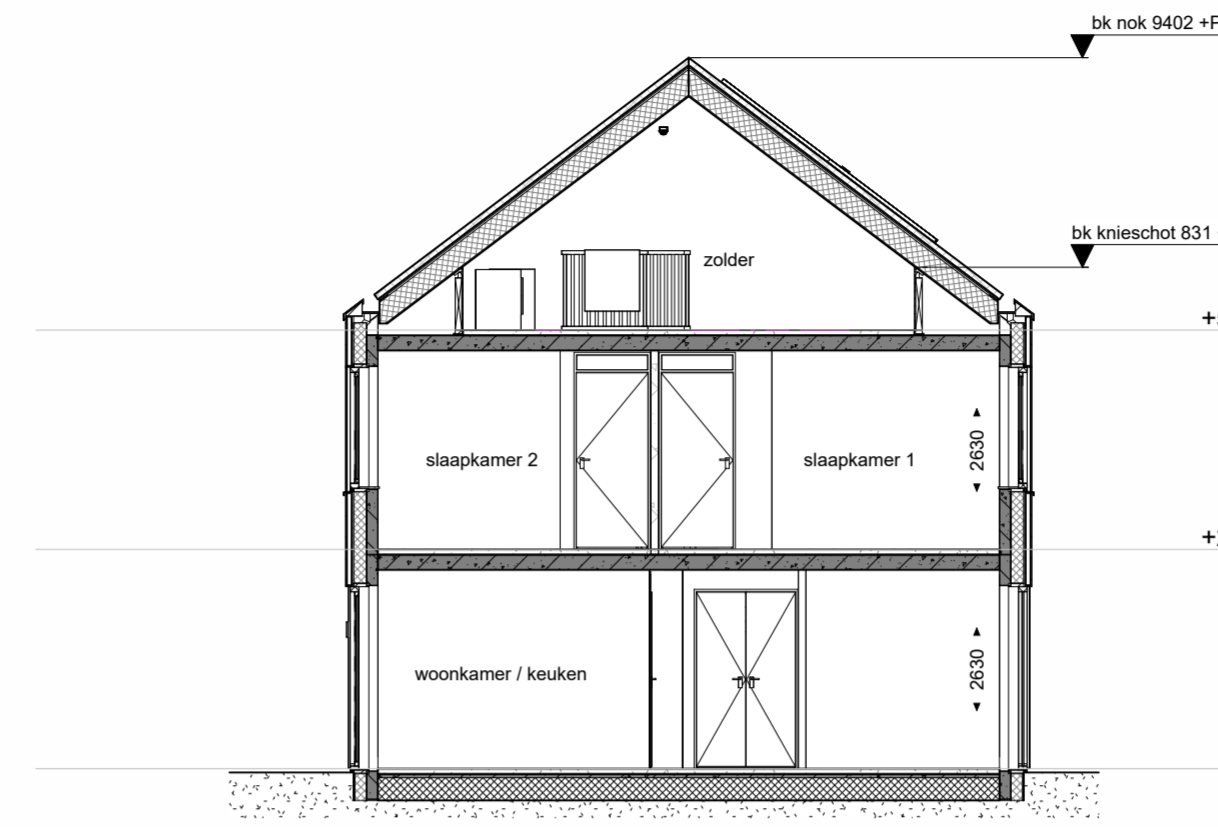 bk nok 9402 +P
bk knieschot 831
zolder
slaapkamer 2
slaapkamer 1
2630
woonkamer / keuken
2630